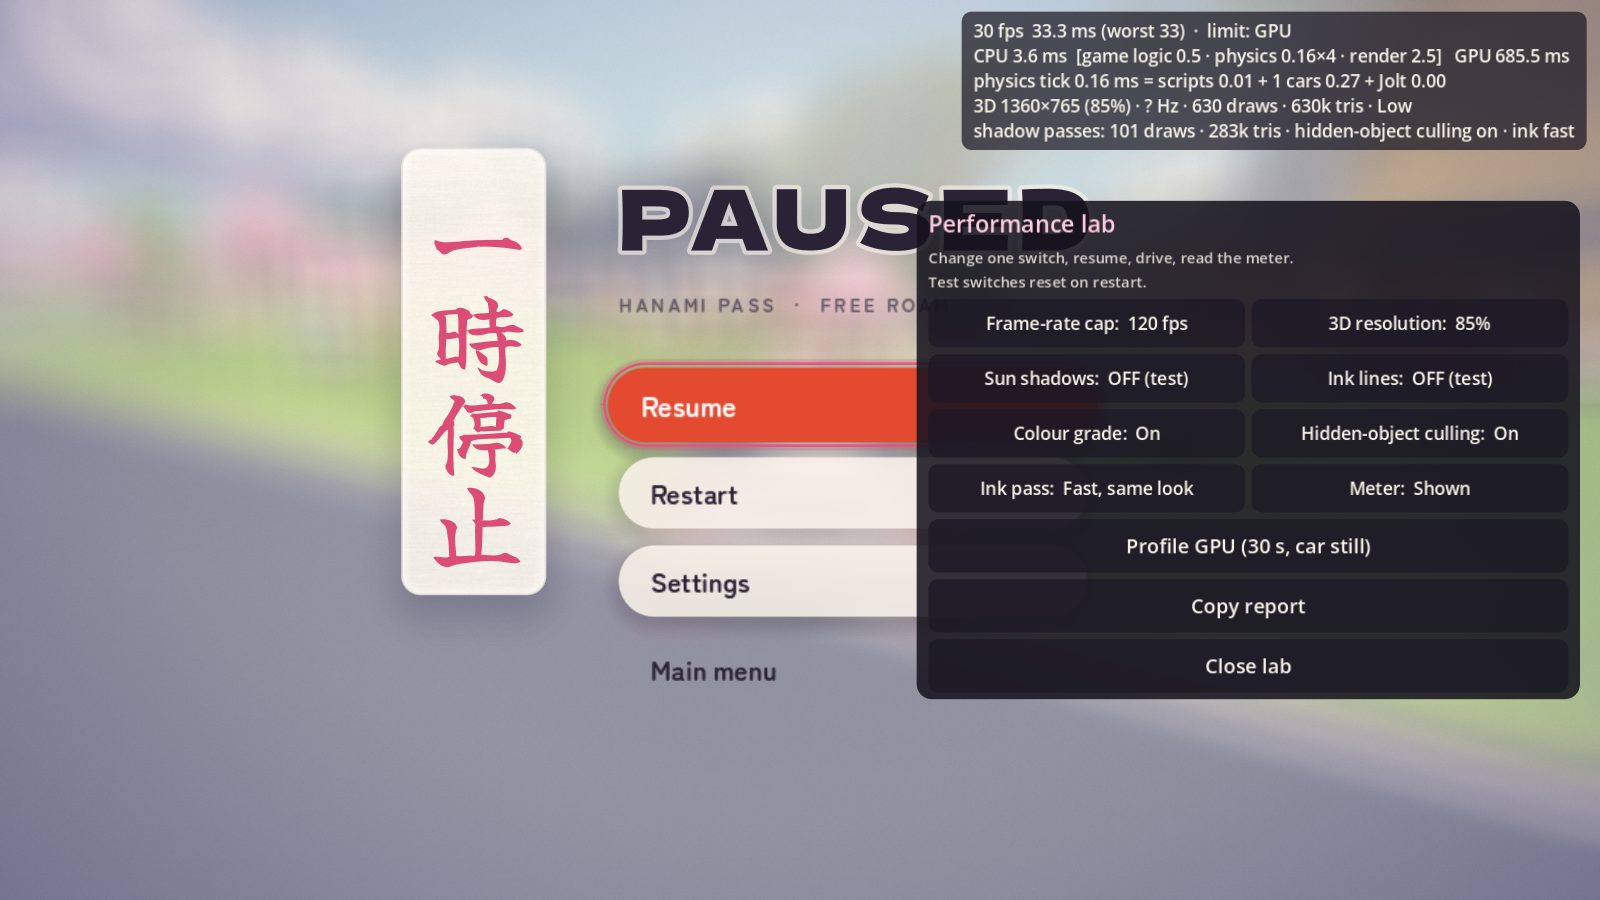 30 fps 33.3 ms (worst 33) · limit: GPU
CPU 3.6 ms [game logic 0.5 · physics 0.16×4 · render 2.5] GPU 685.5 ms
physics tick 0.16 ms = scripts 0.01 + 1 cars 0.27 + Jolt 0.00
3D 1360×765 (85%) · ? Hz · 630 draws · 630k tris · Low
shadow passes: 101 draws · 283k tris · hidden-object culling on · ink fast
一時停止
PAUSED
HANAMI PASS · FREE ROAM
Resume
Restart
Settings
Main menu
Performance lab
Change one switch, resume, drive, read the meter.
Test switches reset on restart.
Frame-rate cap: 120 fps
3D resolution: 85%
Sun shadows: OFF (test)
Ink lines: OFF (test)
Colour grade: On
Hidden-object culling: On
Ink pass: Fast, same look
Meter: Shown
Profile GPU (30 s, car still)
Copy report
Close lab